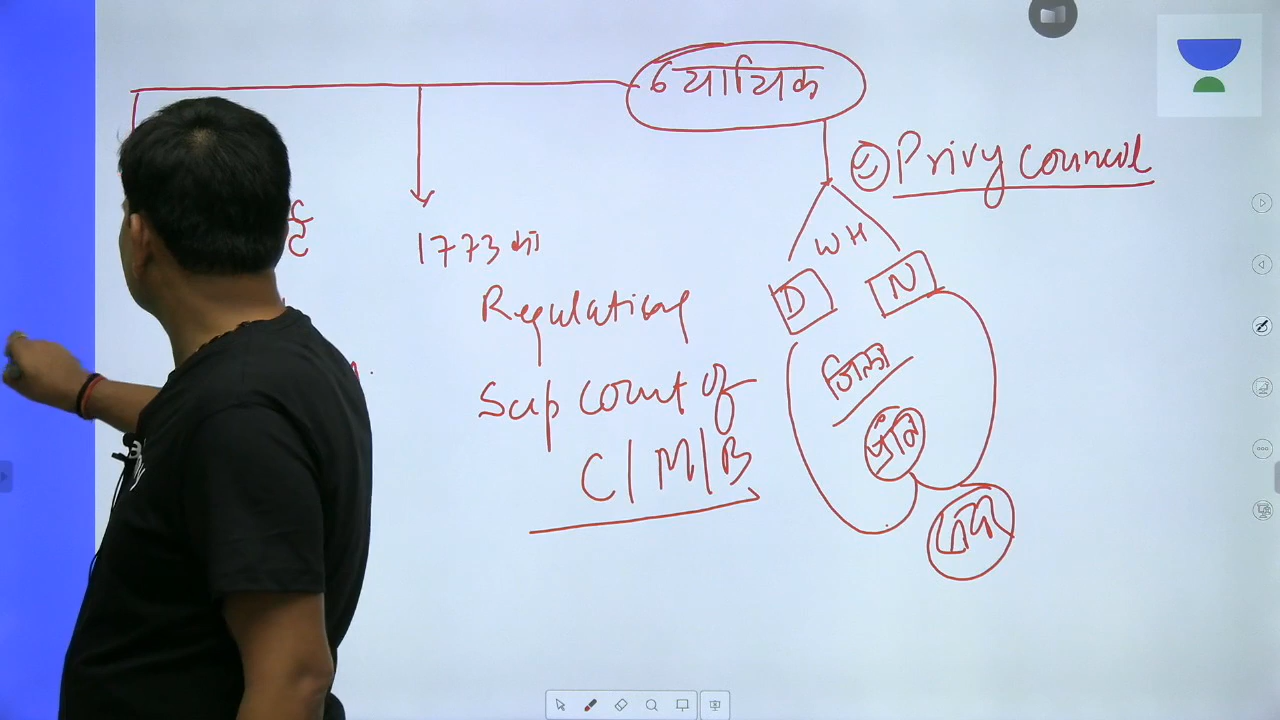 न्यायिक
Privy council
1773 का
WH
D N
Regulating
जिला
Sup court of
प्रांत
C/M/B